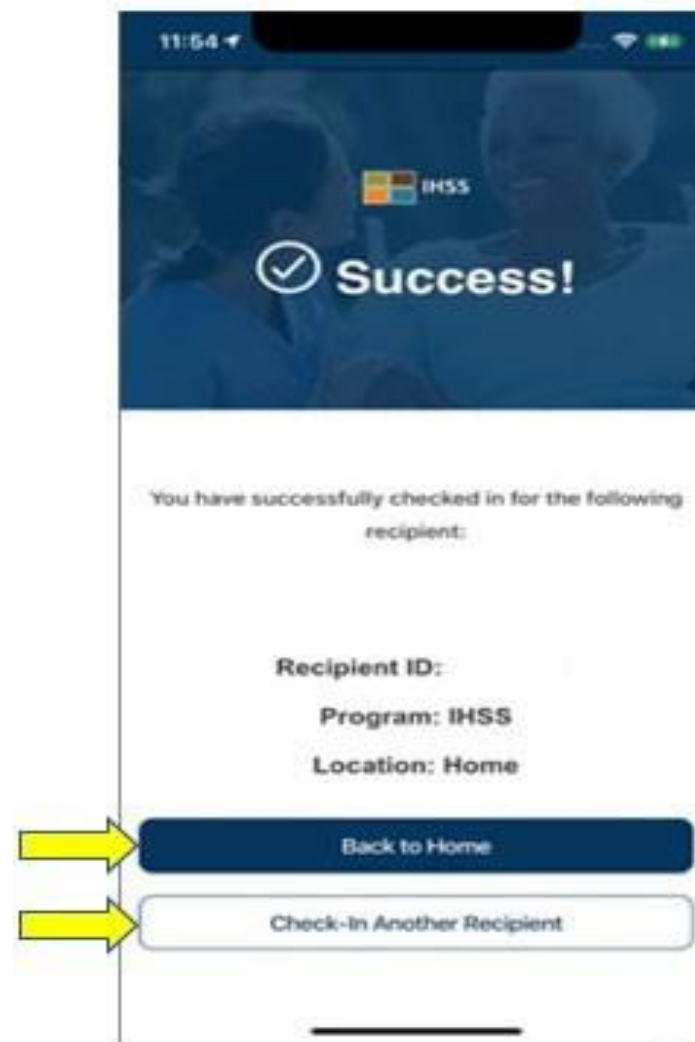 11:54
IHSS
Success!
You have successfully checked in for the following
recipient:
Recipient ID:
Program: IHSS
Location: Home
Back to Home
Check-In Another Recipient